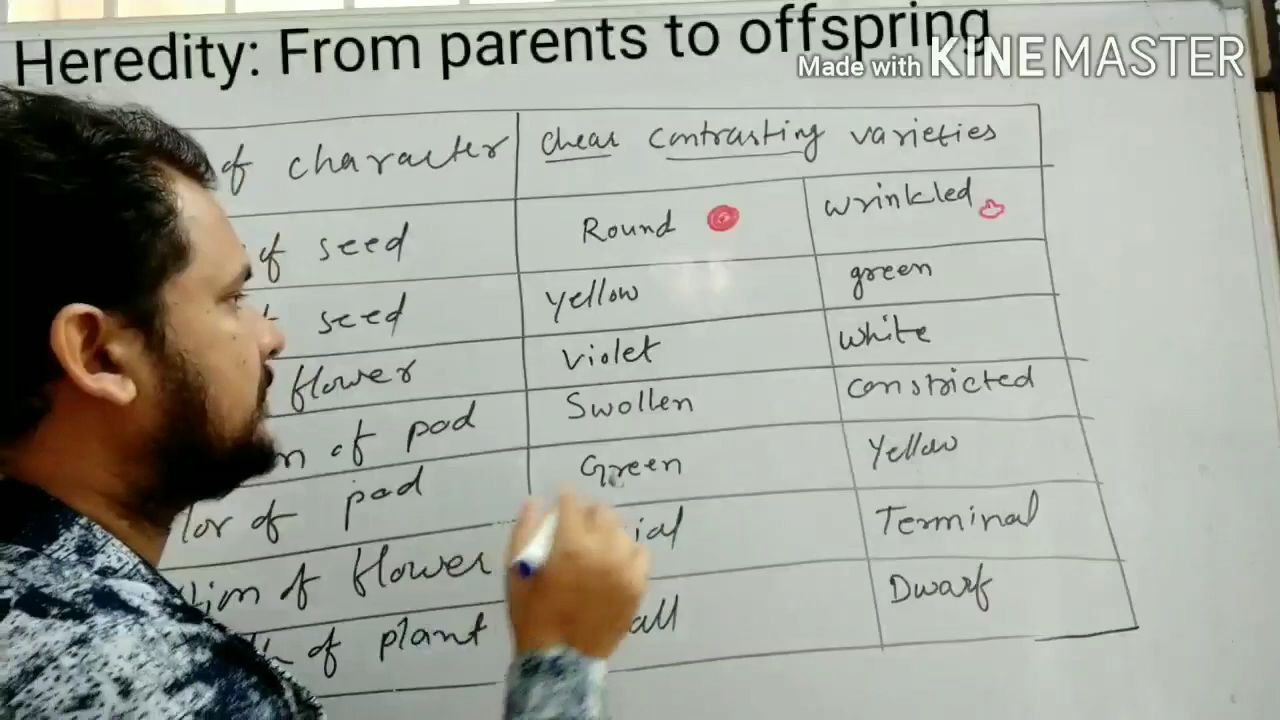 Heredity: From parents to offspring
Made with KINEMASTER
of character Chear Contrasting varieties
of seed Round wrinkled
seed Yellow green
flower Violet white
of pod Swollen constricted
of pod Green Yellow
of flower Terminal
of plant Dwarf